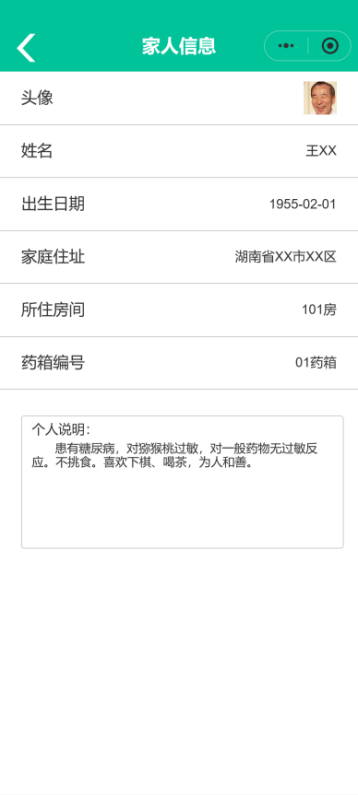 家人信息
头像
姓名 王XX
出生日期 1955-02-01
家庭住址 湖南省XX市XX区
所住房间 101房
药箱编号 01药箱
个人说明：
患有糖尿病，对猕猴桃过敏，对一般药物无过敏反
应。不挑食。喜欢下棋、喝茶，为人和善。